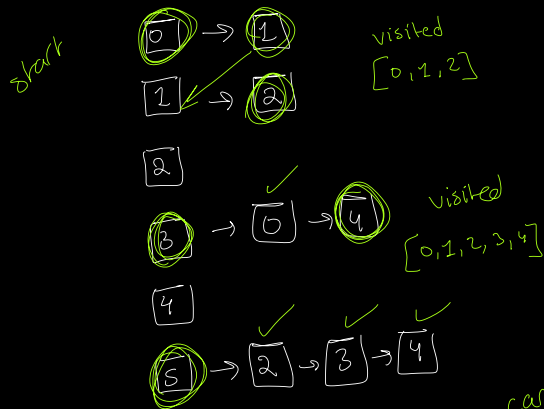 start
0 → 1
visited
[0,1,2]
1 → 2
2
3 → 0 → 4
visited
[0,1,2,3,4]
4
5 → 2 → 3 → 4